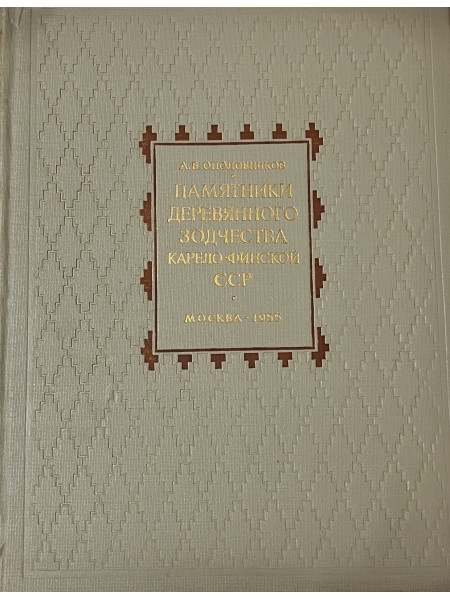 А. В. ОПОЛОВНИКОВ
ПАМЯТНИКИ
ДЕРЕВЯННОГО
ЗОДЧЕСТВА
КАРЕЛО-ФИНСКОЙ
ССР
МОСКВА · 1955